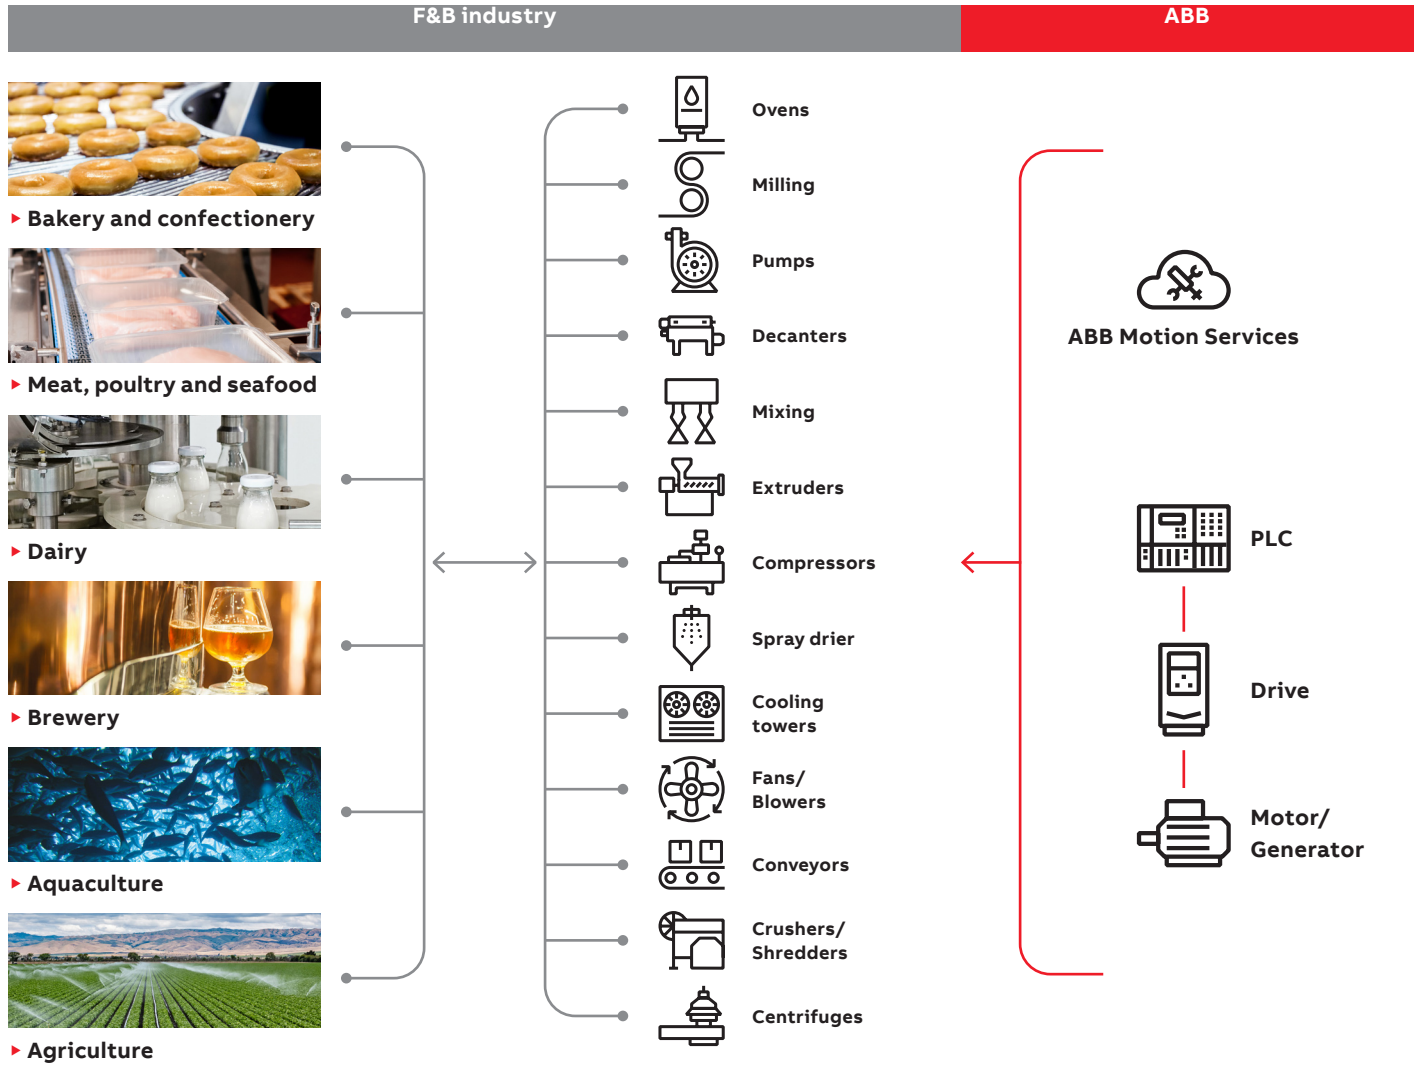 F&B industry
ABB
Bakery and confectionery
Meat, poultry and seafood
Dairy
Brewery
Aquaculture
Agriculture
Ovens
Milling
Pumps
Decanters
Mixing
Extruders
Compressors
Spray drier
Cooling
towers
Fans/
Blowers
Conveyors
Crushers/
Shredders
Centrifuges
ABB Motion Services
PLC
Drive
Motor/
Generator